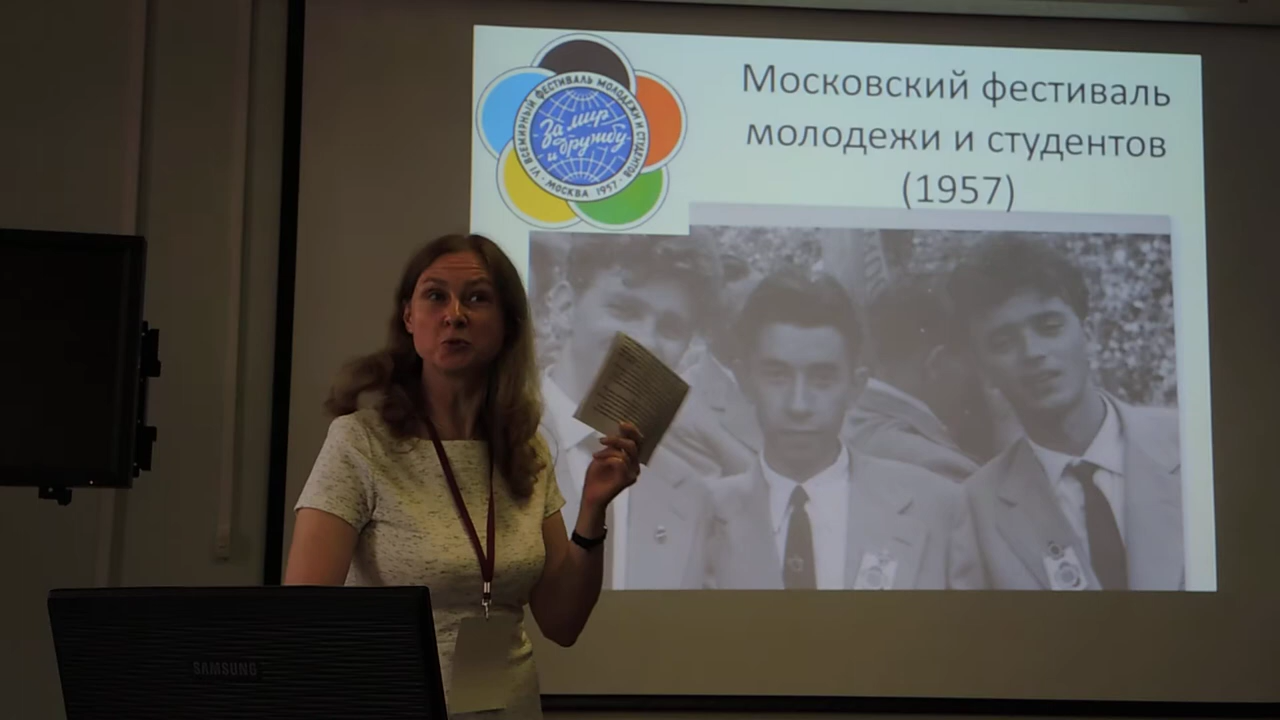 VI ВСЕМИРНЫЙ ФЕСТИВАЛЬ МОЛОДЕЖИ И СТУДЕНТОВ
· МОСКВА 1957 ·
За мир
и дружбу
Московский фестиваль
молодежи и студентов
(1957)
SAMSUNG